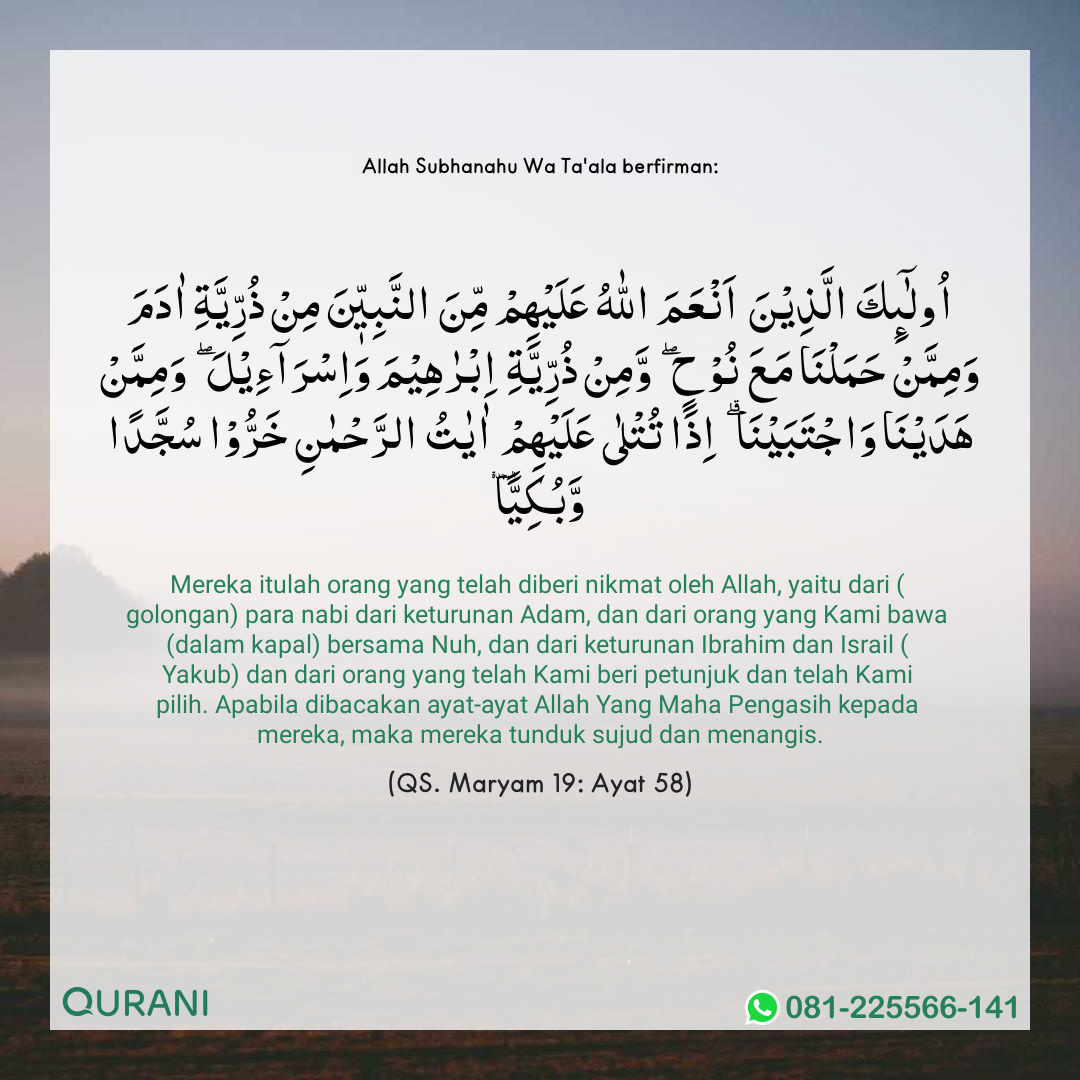 Allah Subhanahu Wa Ta'ala berfirman:
اُولٰۤىِٕكَ الَّذِيْنَ اَنْعَمَ اللّٰهُ عَلَيْهِمْ مِّنَ النَّبِيّٖنَ مِنْ ذُرِّيَّةِ اٰدَمَ
وَمِمَّنْ حَمَلْنَا مَعَ نُوْحٍۖ وَّمِنْ ذُرِّيَّةِ اِبْرٰهِيْمَ وَاِسْرَاۤءِيْلَۖ وَمِمَّنْ
هَدَيْنَا وَاجْتَبَيْنَاۗ اِذَا تُتْلٰى عَلَيْهِمْ اٰيٰتُ الرَّحْمٰنِ خَرُّوْا سُجَّدًا
وَّبُكِيًّا ۩
Mereka itulah orang yang telah diberi nikmat oleh Allah, yaitu dari (
golongan) para nabi dari keturunan Adam, dan dari orang yang Kami bawa
(dalam kapal) bersama Nuh, dan dari keturunan Ibrahim dan Israil (
Yakub) dan dari orang yang telah Kami beri petunjuk dan telah Kami
pilih. Apabila dibacakan ayat-ayat Allah Yang Maha Pengasih kepada
mereka, maka mereka tunduk sujud dan menangis.
(QS. Maryam 19: Ayat 58)
QURANI
081-225566-141